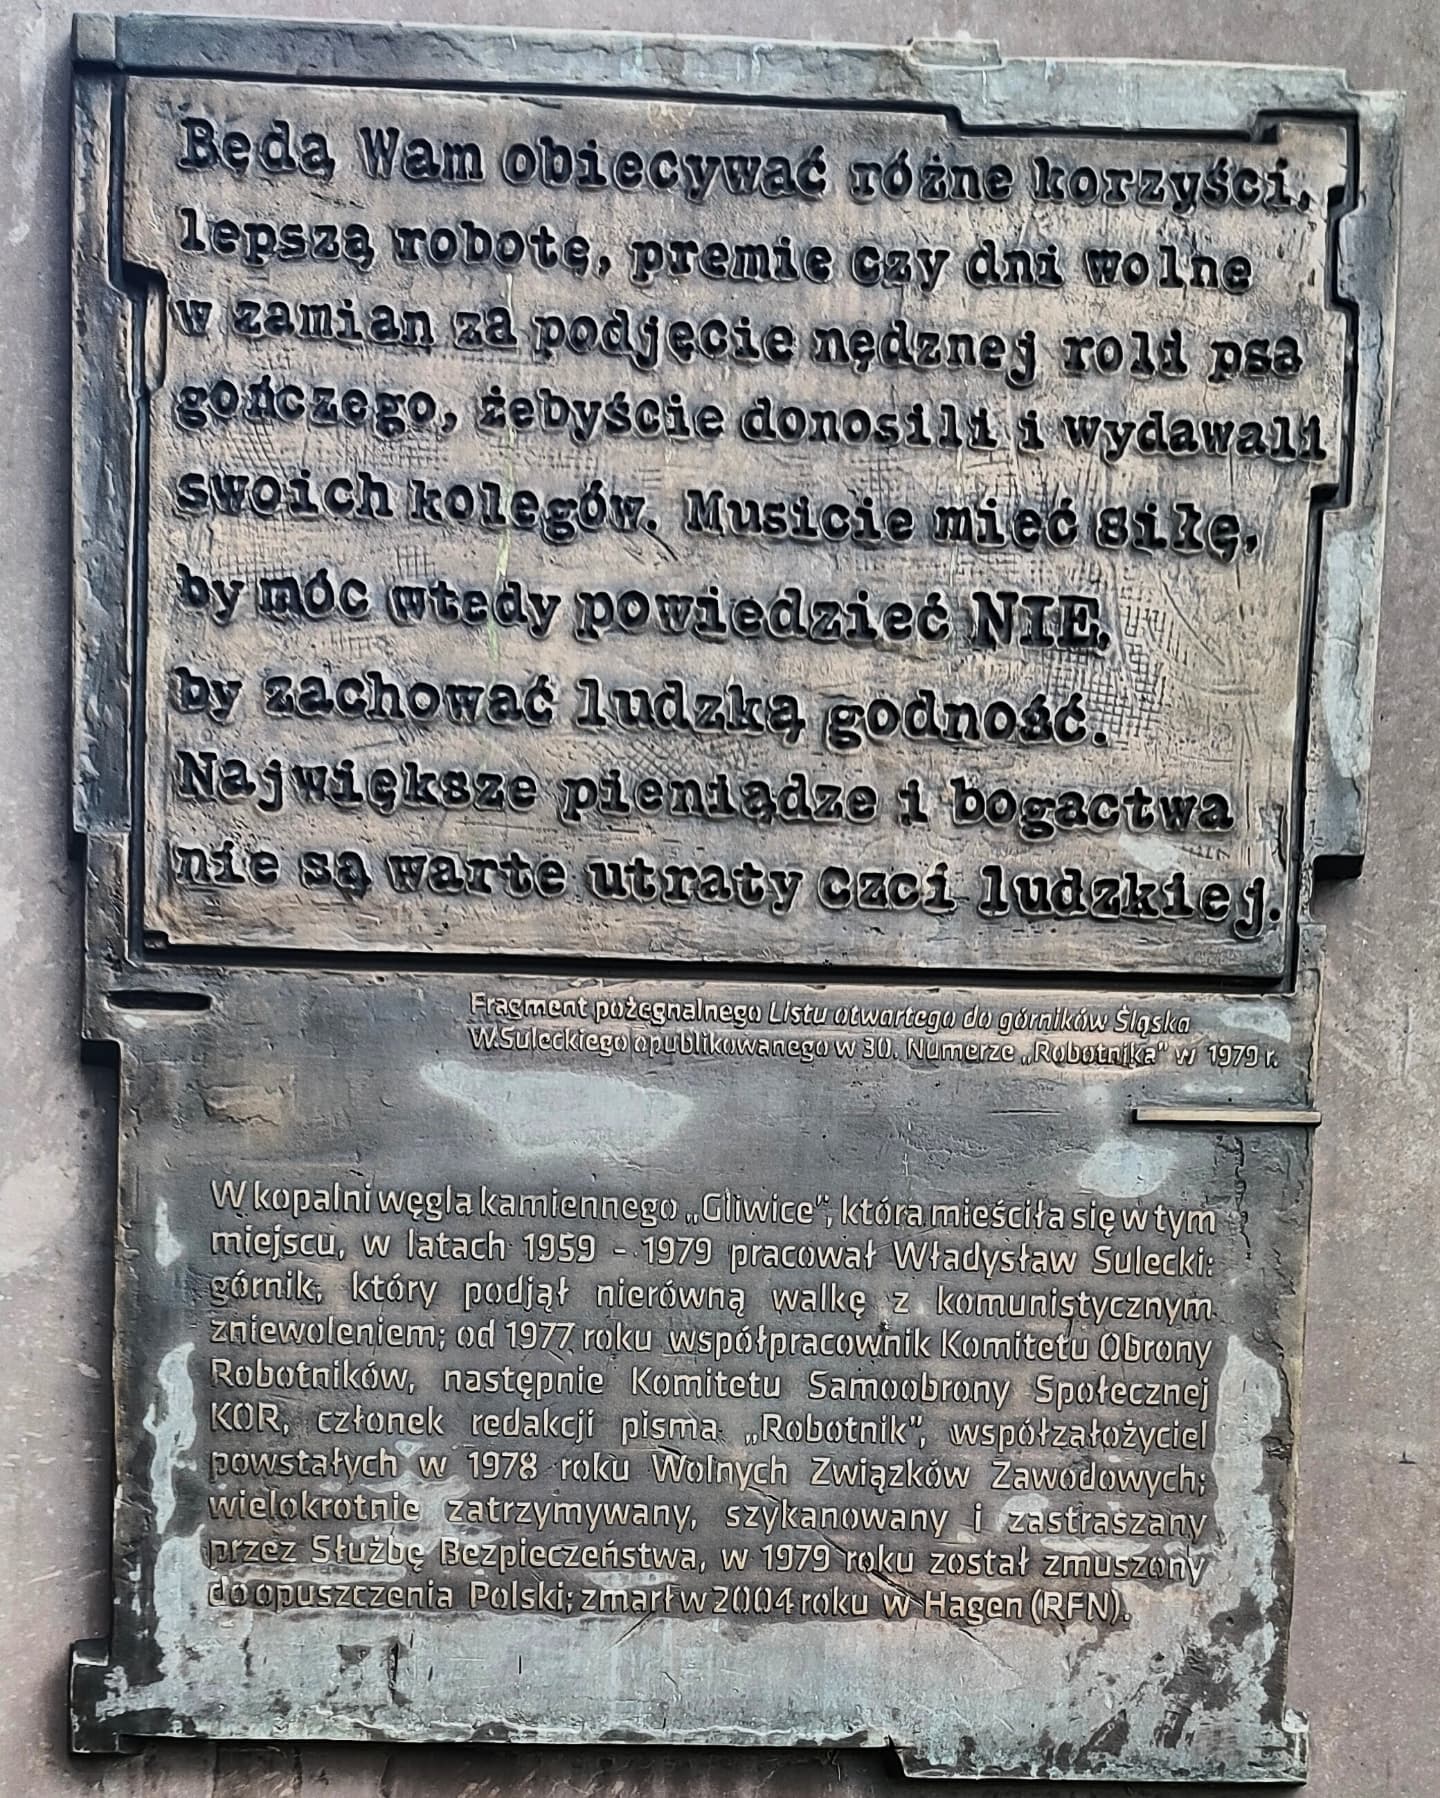 Będą Wam obiecywać różne korzyści,
lepszą robotę, premie czy dni wolne
w zamian za podjęcie nędznej roli psa
gończego, żebyście donosili i wydawali
swoich kolegów. Musicie mieć siłę,
by móc wtedy powiedzieć NIE,
by zachować ludzką godność.
Największe pieniądze i bogactwa
nie są warte utraty czci ludzkiej.
Fragment pożegnalnego Listu otwartego do górników Śląska
W.Suleckiego opublikowanego w 30. Numerze „Robotnika” w 1979 r.
W kopalni węgla kamiennego „Gliwice”, która mieściła się w tym
miejscu, w latach 1959 - 1979 pracował Władysław Sulecki:
górnik, który podjął nierówną walkę z komunistycznym
zniewoleniem; od 1977 roku współpracownik Komitetu Obrony
Robotników, następnie Komitetu Samoobrony Społecznej
KOR, członek redakcji pisma „Robotnik”, współzałożyciel
powstałych w 1978 roku Wolnych Związków Zawodowych;
wielokrotnie zatrzymywany, szykanowany i zastraszany
przez Służbę Bezpieczeństwa, w 1979 roku został zmuszony
do opuszczenia Polski; zmarł w 2004 roku w Hagen (RFN).